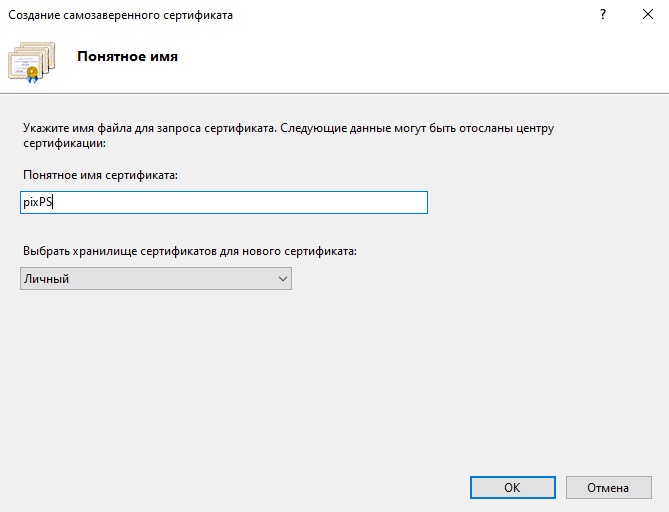 Создание самозаверенного сертификата
Понятное имя
Укажите имя файла для запроса сертификата. Следующие данные могут быть отосланы центру
сертификации:
Понятное имя сертификата:
pixPS
Выбрать хранилище сертификатов для нового сертификата:
Личный
ОК
Отмена